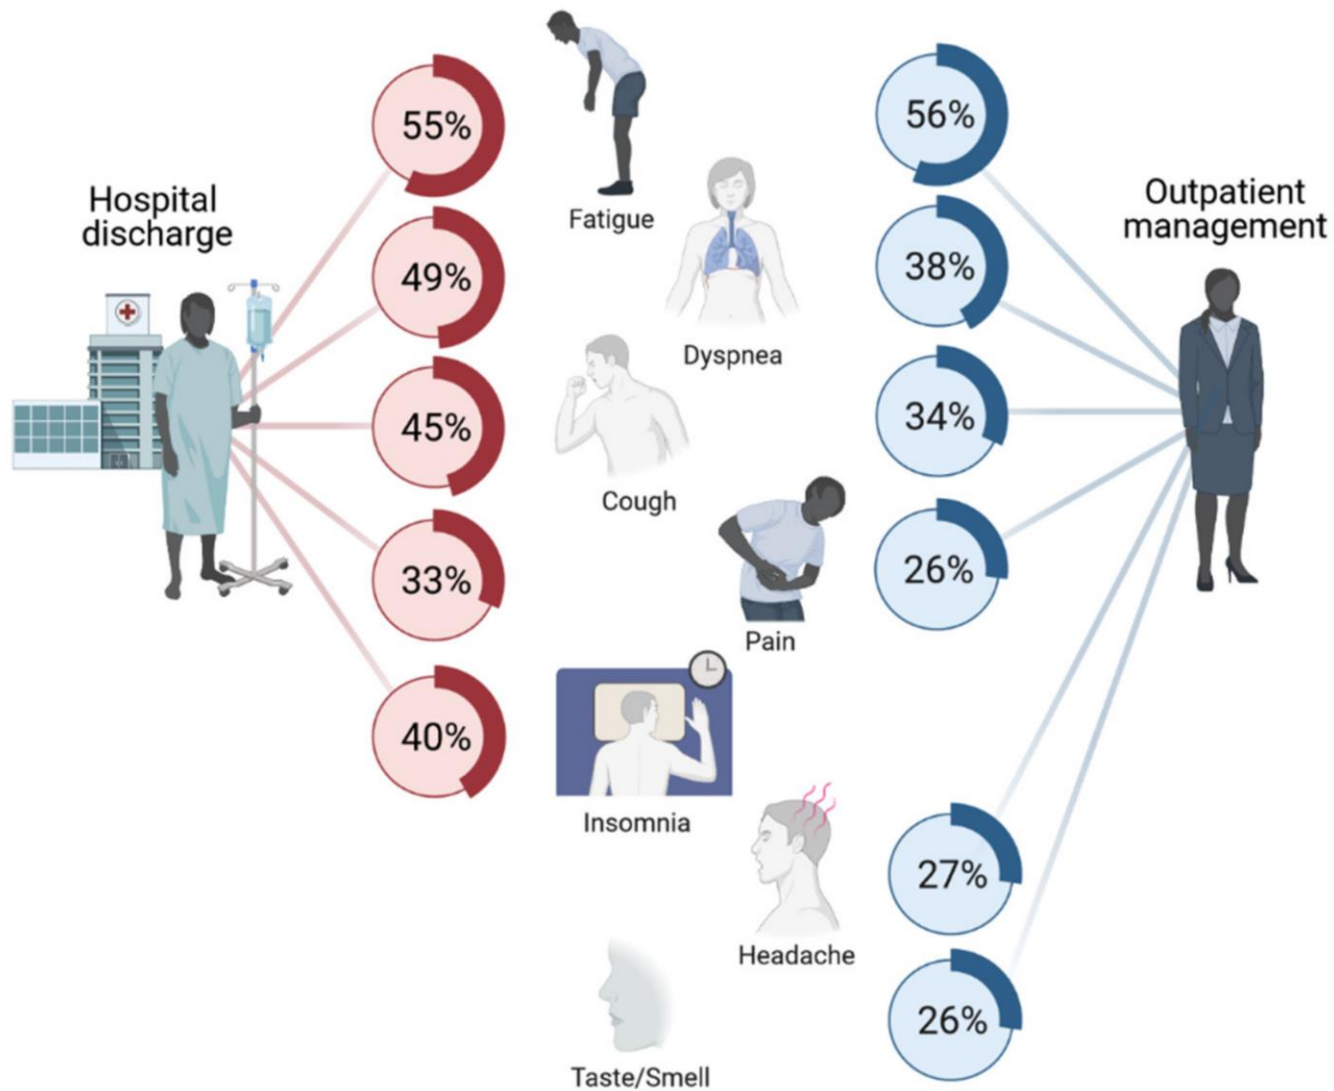 Hospital
discharge
Outpatient
management
55%
Fatigue
56%
49%
Dyspnea
38%
45%
Cough
34%
33%
Pain
26%
40%
Insomnia
Headache
27%
Taste/Smell
26%